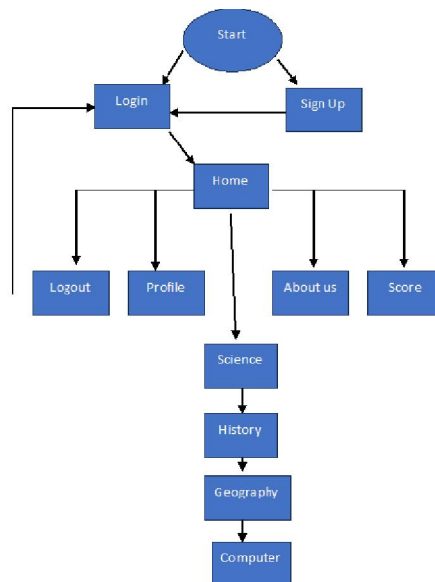 Start
Login
Sign Up
Home
Logout
Profile
About us
Score
Science
History
Geography
Computer